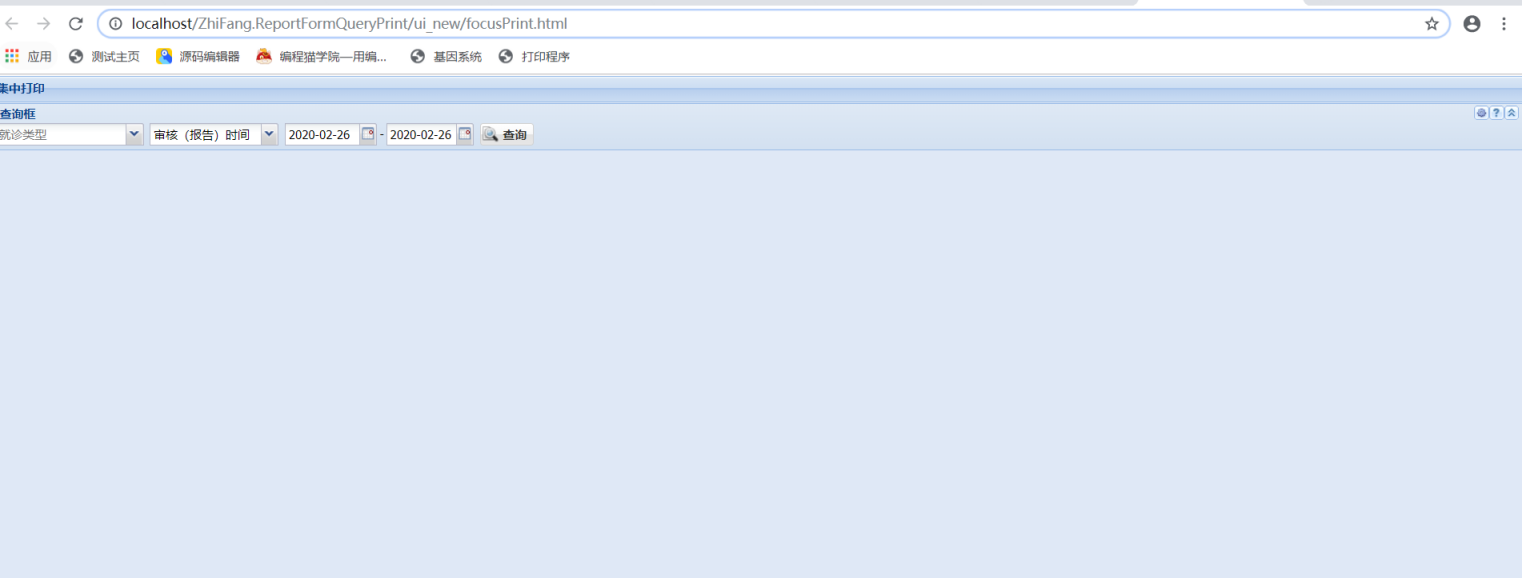 localhost/ZhiFang.ReportFormQueryPrint/ui_new/focusPrint.html
应用 测试主页 源码编辑器 编程猫学院—用编... 基因系统 打印程序
集中打印
查询框
就诊类型 审核（报告）时间 2020-02-26 - 2020-02-26 查询